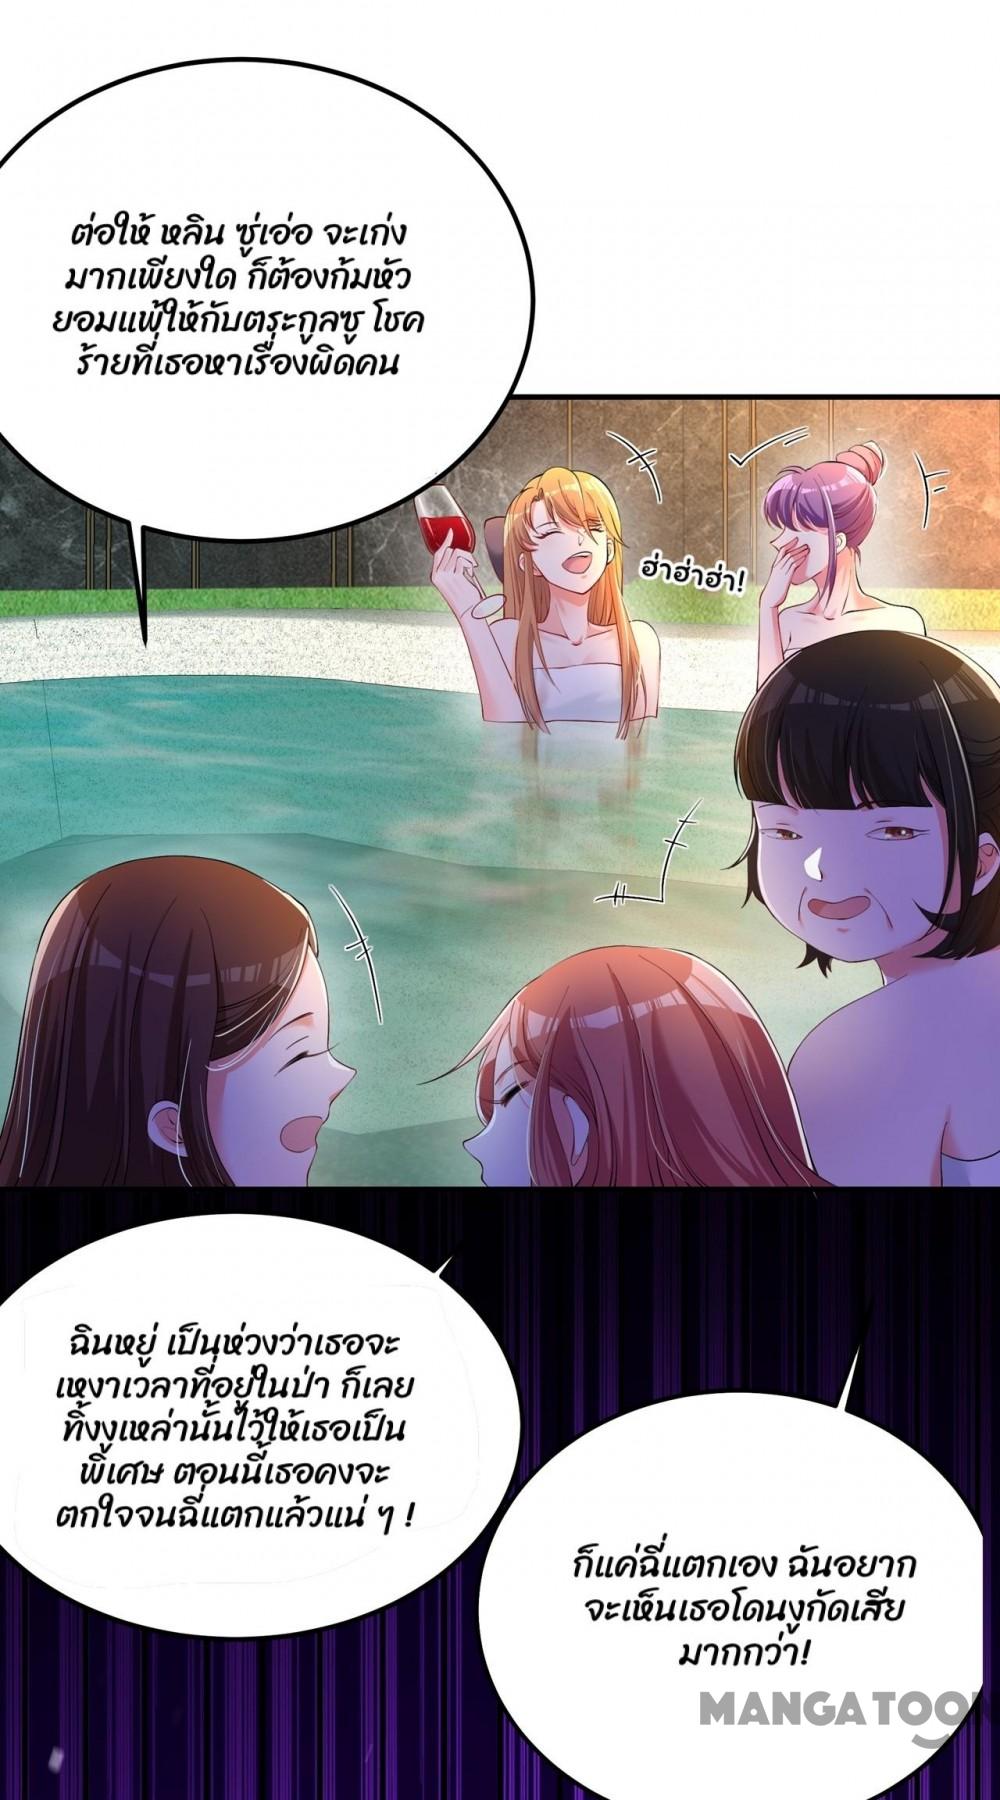 ต่อให้ หลิน ซู่เอ่อ จะเก่ง
มากเพียงใด ก็ต้องก้มหัว
ยอมแพ้ให้กับตระกูลซู โชค
ร้ายที่เธอหาเรื่องผิดคน
ฮ่าฮ่าฮ่า!
ฉินหยู่ เป็นห่วงว่าเธอจะ
เหงาเวลาที่อยู่ในป่า ก็เลย
ทิ้งงูเหล่านั้นไว้ให้เธอเป็น
พิเศษ ตอนนี้เธอคงจะ
ตกใจจนฉี่แตกแล้วแน่ ๆ !
ก็แค่ฉี่แตกเอง ฉันอยาก
จะเห็นเธอโดนงูกัดเสีย
มากกว่า!
MANGATOON